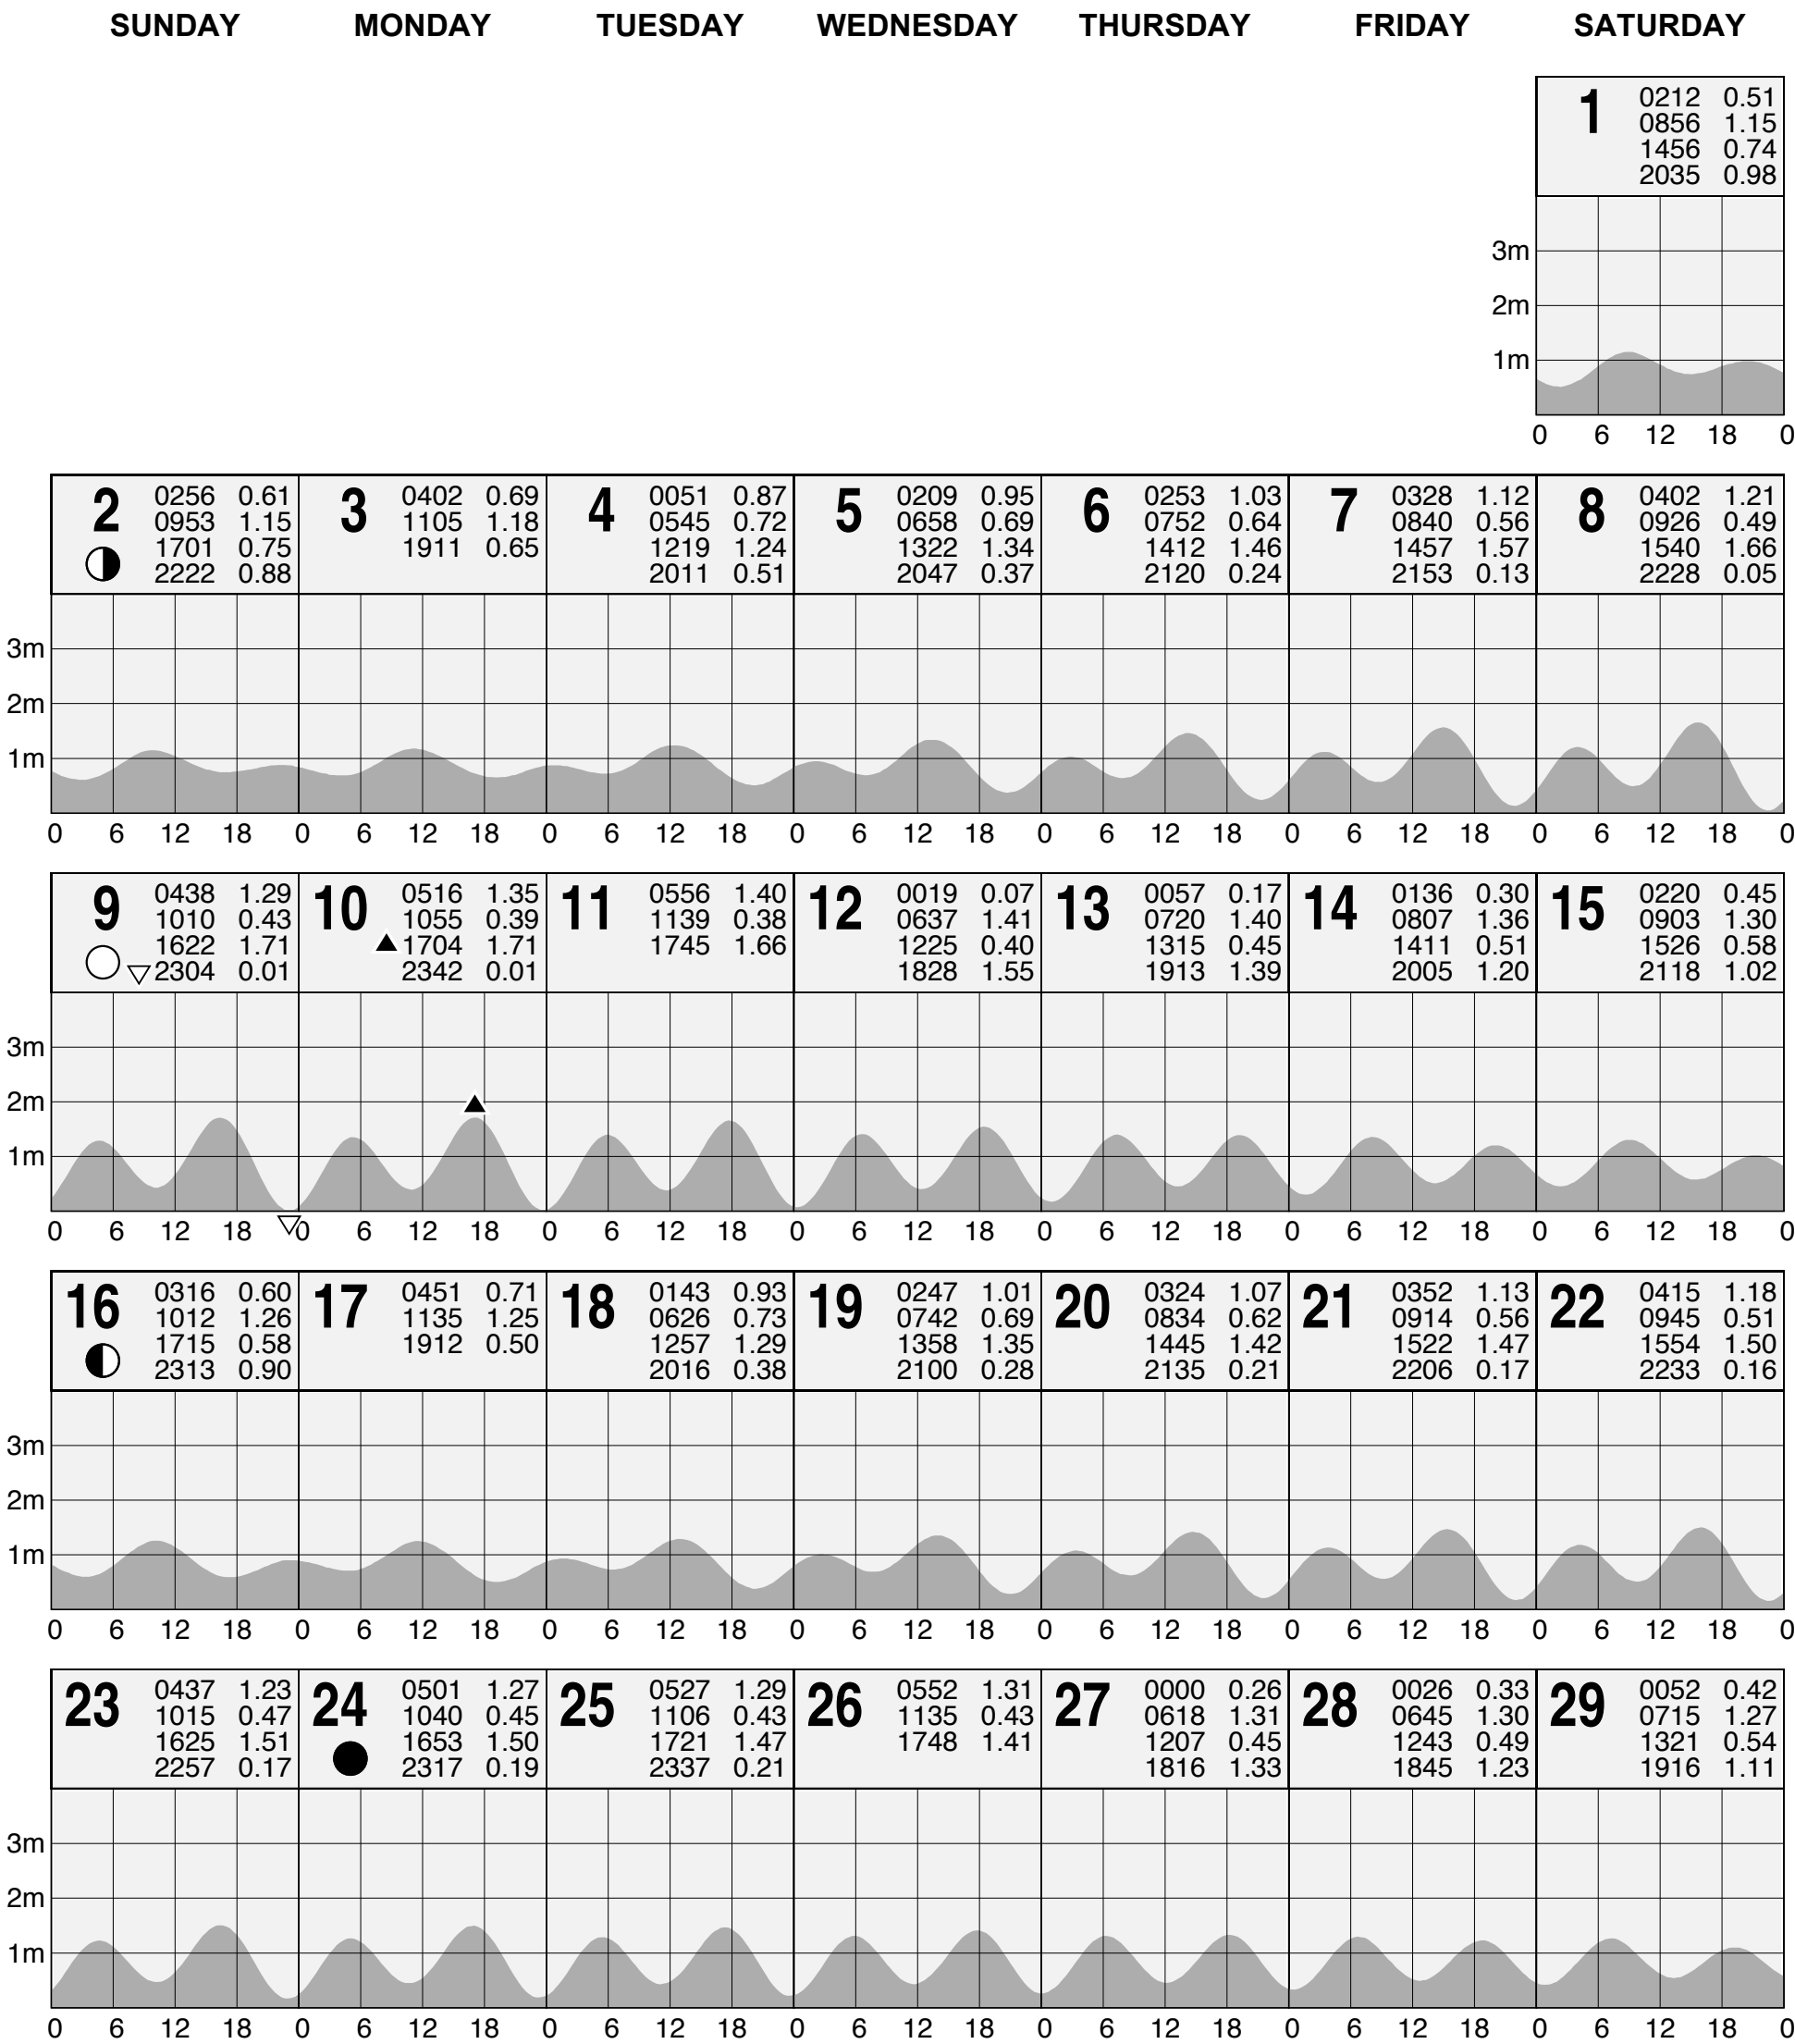 SUNDAY MONDAY TUESDAY WEDNESDAY THURSDAY FRIDAY SATURDAY
1 0212 0.51
0856 1.15
1456 0.74
2035 0.98
3m
2m
1m
0 6 12 18 0
2 0256 0.61
0953 1.15
1701 0.75
2222 0.88
3 0402 0.69
1105 1.18
1911 0.65
4 0051 0.87
0545 0.72
1219 1.24
2011 0.51
5 0209 0.95
0658 0.69
1322 1.34
2047 0.37
6 0253 1.03
0752 0.64
1412 1.46
2120 0.24
7 0328 1.12
0840 0.56
1457 1.57
2153 0.13
8 0402 1.21
0926 0.49
1540 1.66
2228 0.05
3m
2m
1m
0 6 12 18 0 6 12 18 0 6 12 18 0 6 12 18 0 6 12 18 0 6 12 18 0 6 12 18 0
9 0438 1.29
1010 0.43
1622 1.71
2304 0.01
10 0516 1.35
1055 0.39
1704 1.71
2342 0.01
11 0556 1.40
1139 0.38
1745 1.66
12 0019 0.07
0637 1.41
1225 0.40
1828 1.55
13 0057 0.17
0720 1.40
1315 0.45
1913 1.39
14 0136 0.30
0807 1.36
1411 0.51
2005 1.20
15 0220 0.45
0903 1.30
1526 0.58
2118 1.02
3m
2m
1m
0 6 12 18 0 6 12 18 0 6 12 18 0 6 12 18 0 6 12 18 0 6 12 18 0 6 12 18 0
16 0316 0.60
1012 1.26
1715 0.58
2313 0.90
17 0451 0.71
1135 1.25
1912 0.50
18 0143 0.93
0626 0.73
1257 1.29
2016 0.38
19 0247 1.01
0742 0.69
1358 1.35
2100 0.28
20 0324 1.07
0834 0.62
1445 1.42
2135 0.21
21 0352 1.13
0914 0.56
1522 1.47
2206 0.17
22 0415 1.18
0945 0.51
1554 1.50
2233 0.16
3m
2m
1m
0 6 12 18 0 6 12 18 0 6 12 18 0 6 12 18 0 6 12 18 0 6 12 18 0 6 12 18 0
23 0437 1.23
1015 0.47
1625 1.51
2257 0.17
24 0501 1.27
1040 0.45
1653 1.50
2317 0.19
25 0527 1.29
1106 0.43
1721 1.47
2337 0.21
26 0552 1.31
1135 0.43
1748 1.41
27 0000 0.26
0618 1.31
1207 0.45
1816 1.33
28 0026 0.33
0645 1.30
1243 0.49
1845 1.23
29 0052 0.42
0715 1.27
1321 0.54
1916 1.11
3m
2m
1m
0 6 12 18 0 6 12 18 0 6 12 18 0 6 12 18 0 6 12 18 0 6 12 18 0 6 12 18 0